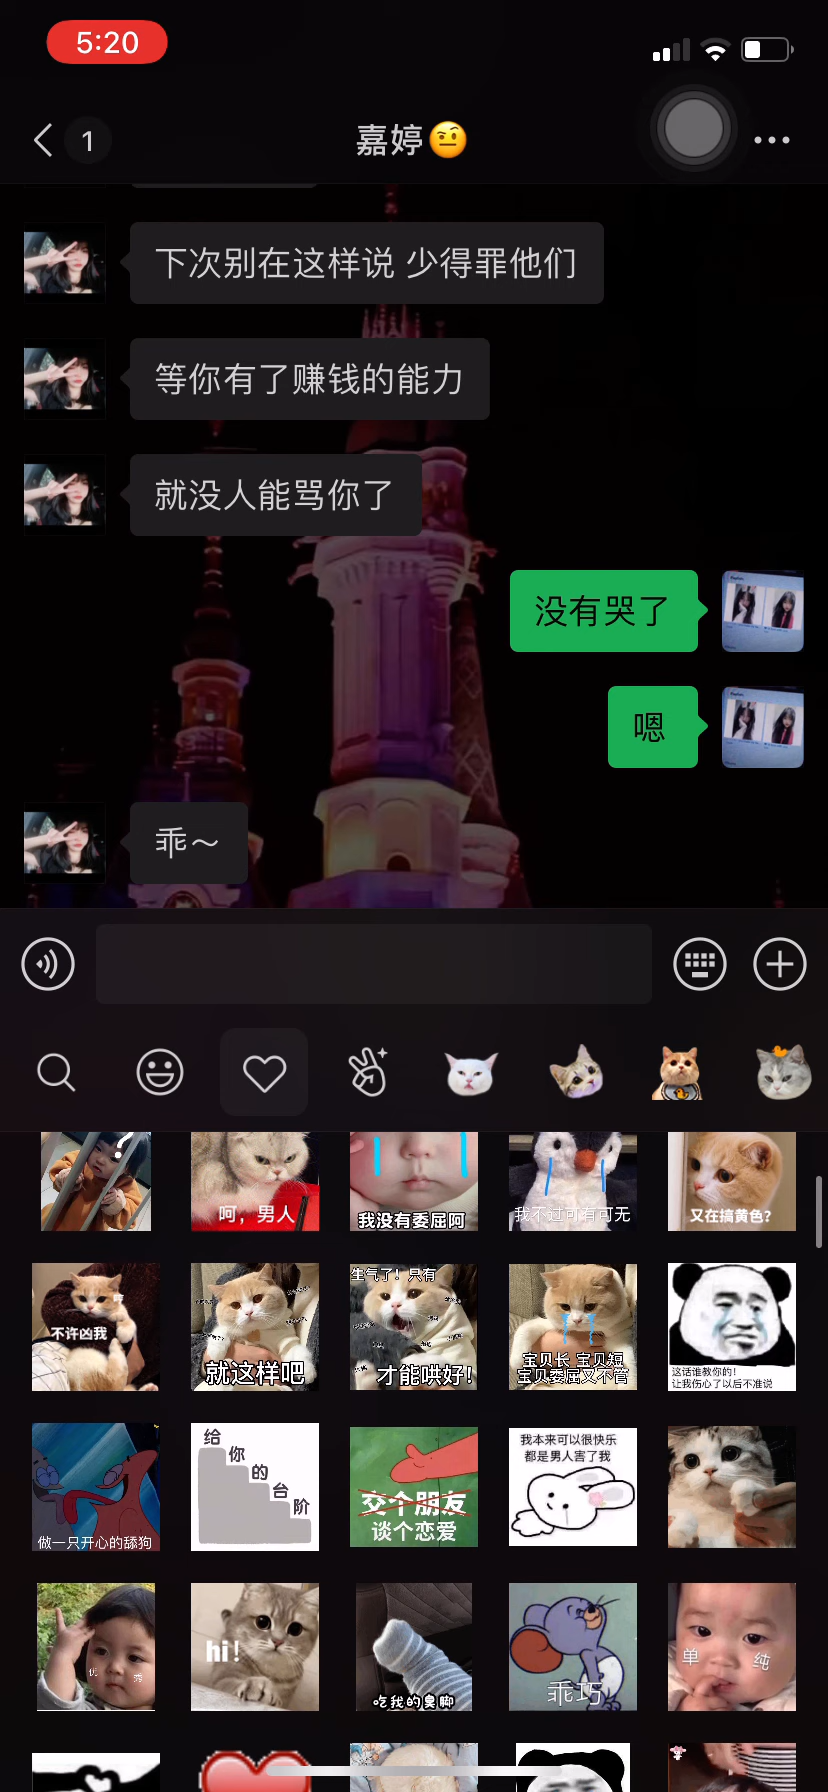 5:20
1
嘉婷
下次别在这样说 少得罪他们
等你有了赚钱的能力
就没人能骂你了
没有哭了
嗯
乖~
?
呵，男人
我没有委屈阿
我不过可有可无
又在搞黄色?
不许凶我
就这样吧
生气了! 只有
才能哄好!
宝贝长 宝贝短
宝贝委屈又不管
这话谁教你的!
让我伤心了以后不准说
做一只开心的舔狗
给
你
的
台
阶
交个朋友
谈个恋爱
我本来可以很快乐
都是男人害了我
优 秀
hi!
吃我的臭脚
乖巧
单 纯